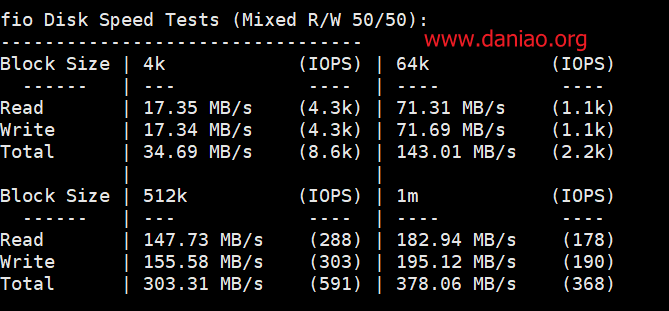 fio Disk Speed Tests (Mixed R/W 50/50):
www.daniao.org
---------------------------------
Block Size | 4k            (IOPS) | 64k           (IOPS)
  ------   | ---            ----  | ----           ----
Read       | 17.35 MB/s    (4.3k) | 71.31 MB/s    (1.1k)
Write      | 17.34 MB/s    (4.3k) | 71.69 MB/s    (1.1k)
Total      | 34.69 MB/s    (8.6k) | 143.01 MB/s   (2.2k)
           |                      |
Block Size | 512k          (IOPS) | 1m            (IOPS)
  ------   | ---            ----  | ----           ----
Read       | 147.73 MB/s    (288) | 182.94 MB/s    (178)
Write      | 155.58 MB/s    (303) | 195.12 MB/s    (190)
Total      | 303.31 MB/s    (591) | 378.06 MB/s    (368)